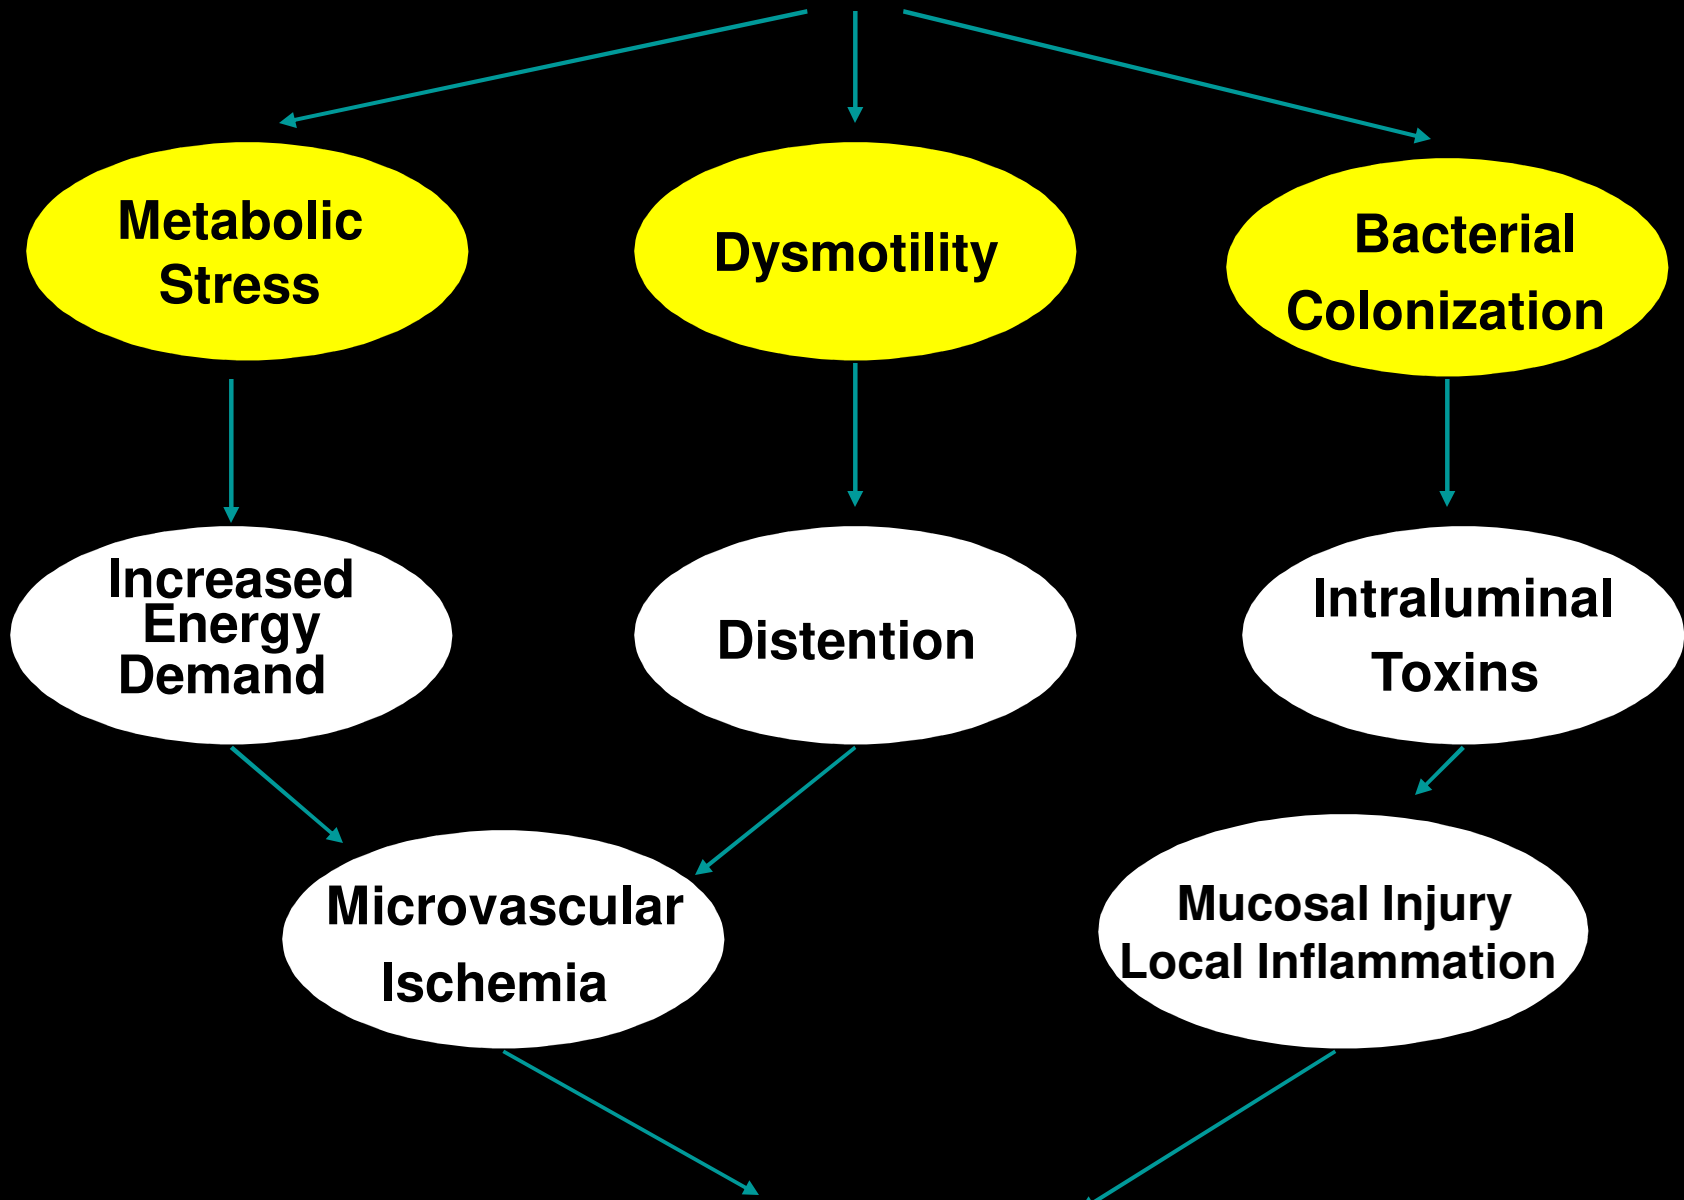 Metabolic
Stress
Dysmotility
Bacterial
Colonization
Increased
Energy
Demand
Distention
Intraluminal
Toxins
Microvascular
Ischemia
Mucosal Injury
Local Inflammation